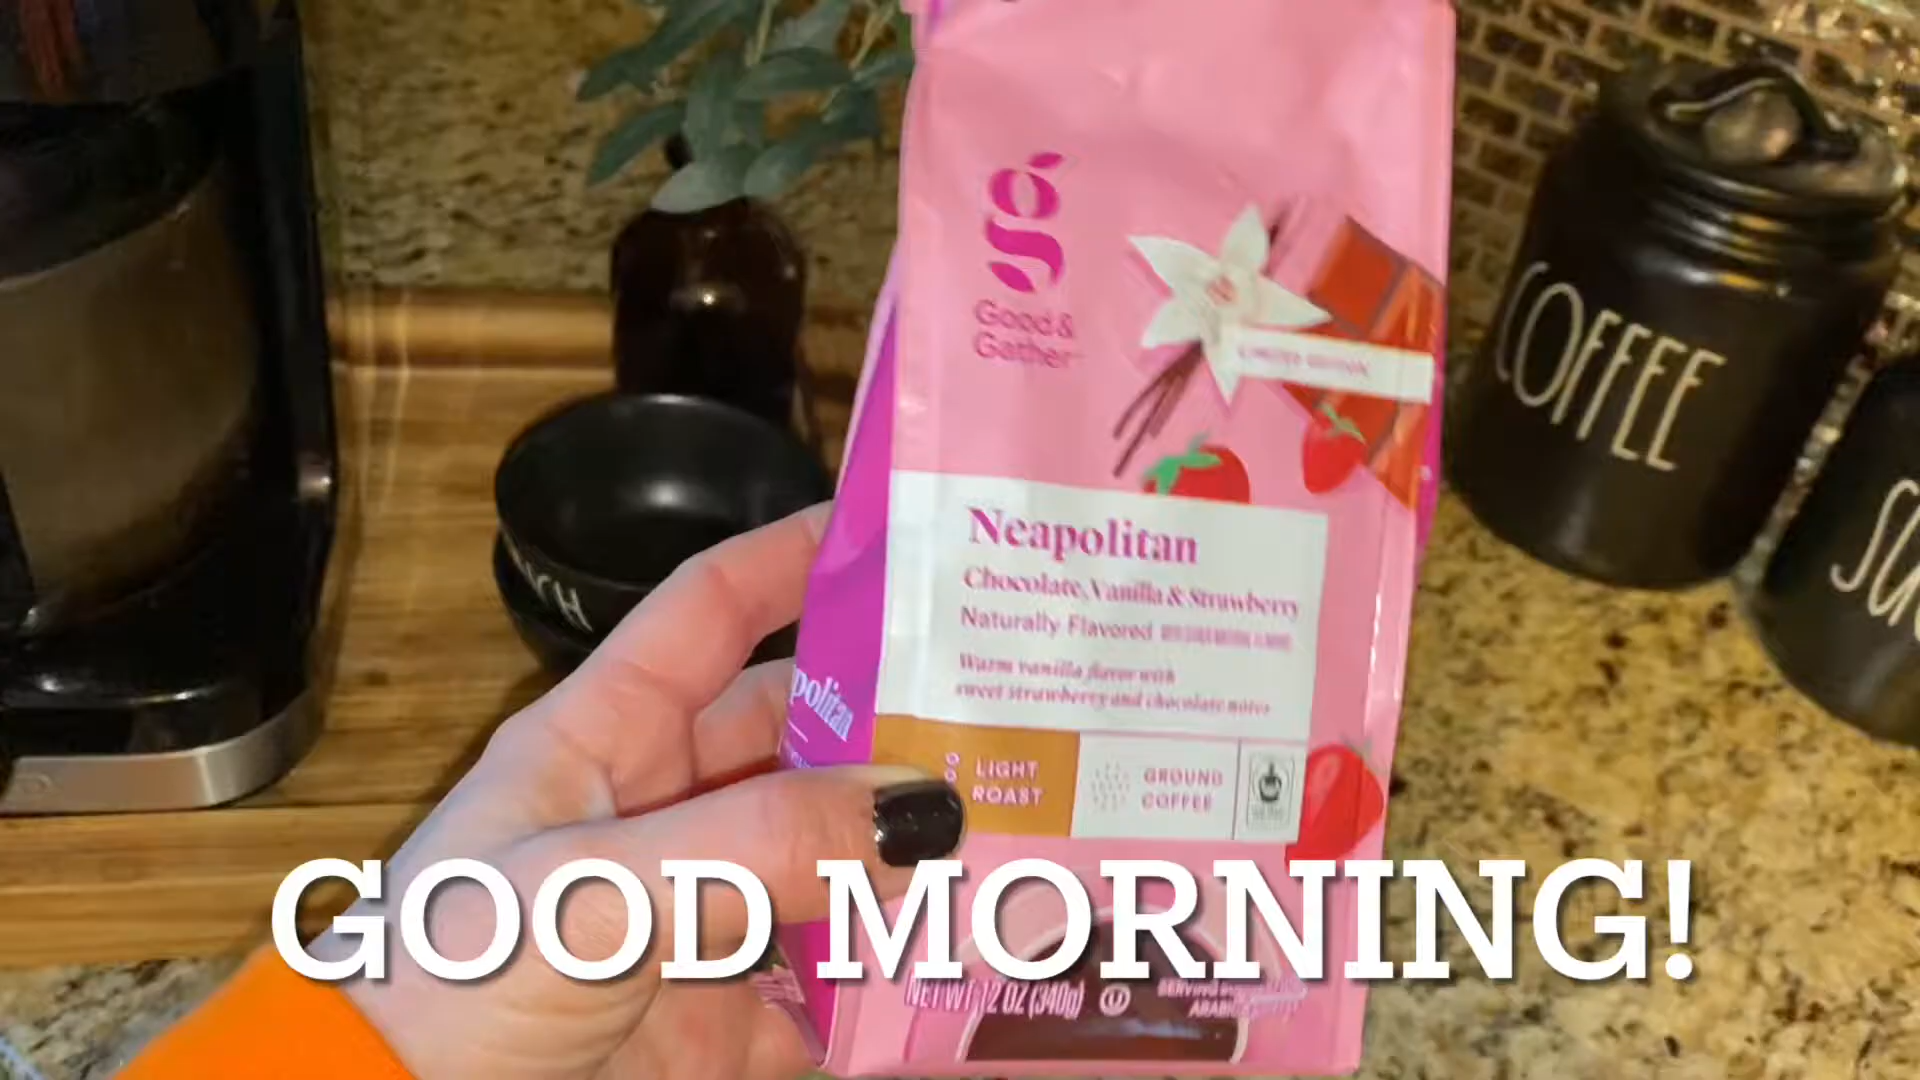 Good &
Gather
LIMITED EDITION
COFFEE
Neapolitan
Chocolate, Vanilla & Strawberry
Naturally Flavored
Warm vanilla flavor with
sweet strawberry and chocolate notes
politan
LIGHT
ROAST
GROUND
COFFEE
GOOD MORNING!
NET WT 12 OZ (340g)